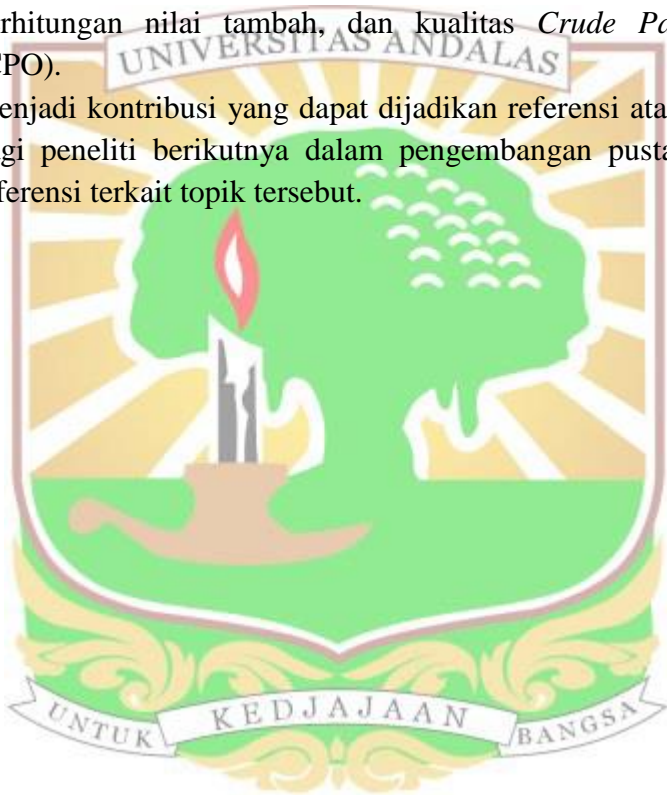 rhitungan nilai tambah, dan kualitas Crude Pa
UNIVERSITAS ANDALAS
PO).
enjadi kontribusi yang dapat dijadikan referensi ata
gi peneliti berikutnya dalam pengembangan pusta
ferensi terkait topik tersebut.
UNTUK KEDJAJAAN BANGSA